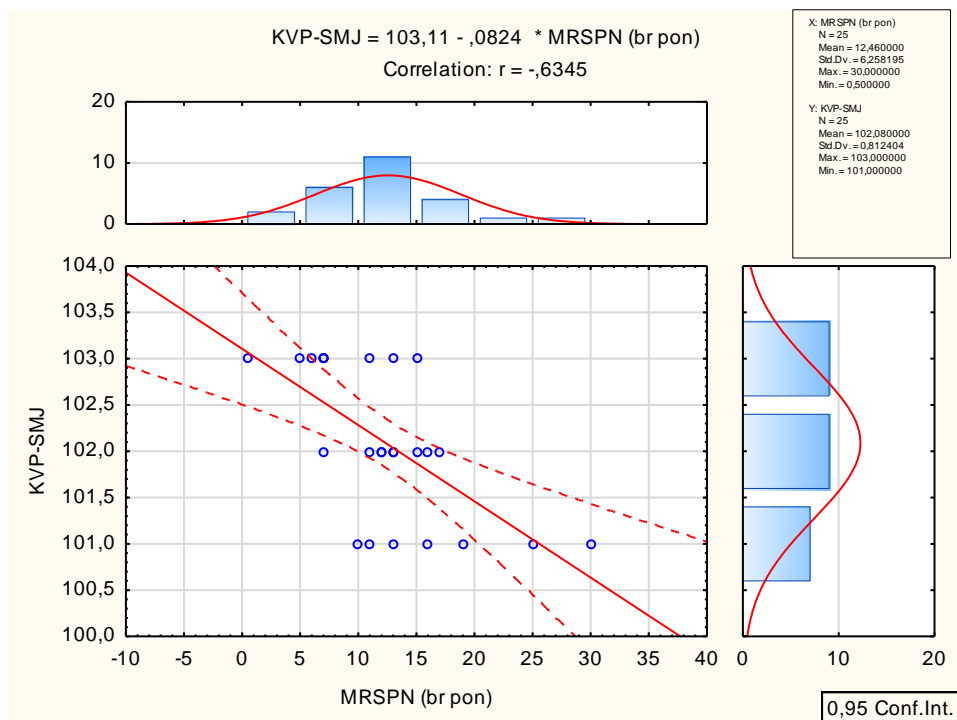 KVP-SMJ = 103,11 - ,0824 * MRSPN (br pon)
Correlation: r = -,6345
X: MRSPN (br pon)
N = 25
Mean = 12,460000
Std.Dv. = 6,258195
Max. = 30,000000
Min. = 0,500000
Y: KVP-SMJ
N = 25
Mean = 102,080000
Std.Dv. = 0,812404
Max. = 103,000000
Min. = 101,000000
20
10
0
104,0
103,5
103,0
102,5
102,0
101,5
101,0
100,5
100,0
KVP-SMJ
-10 -5 0 5 10 15 20 25 30 35 40
MRSPN (br pon)
0 10 20
0,95 Conf.Int.